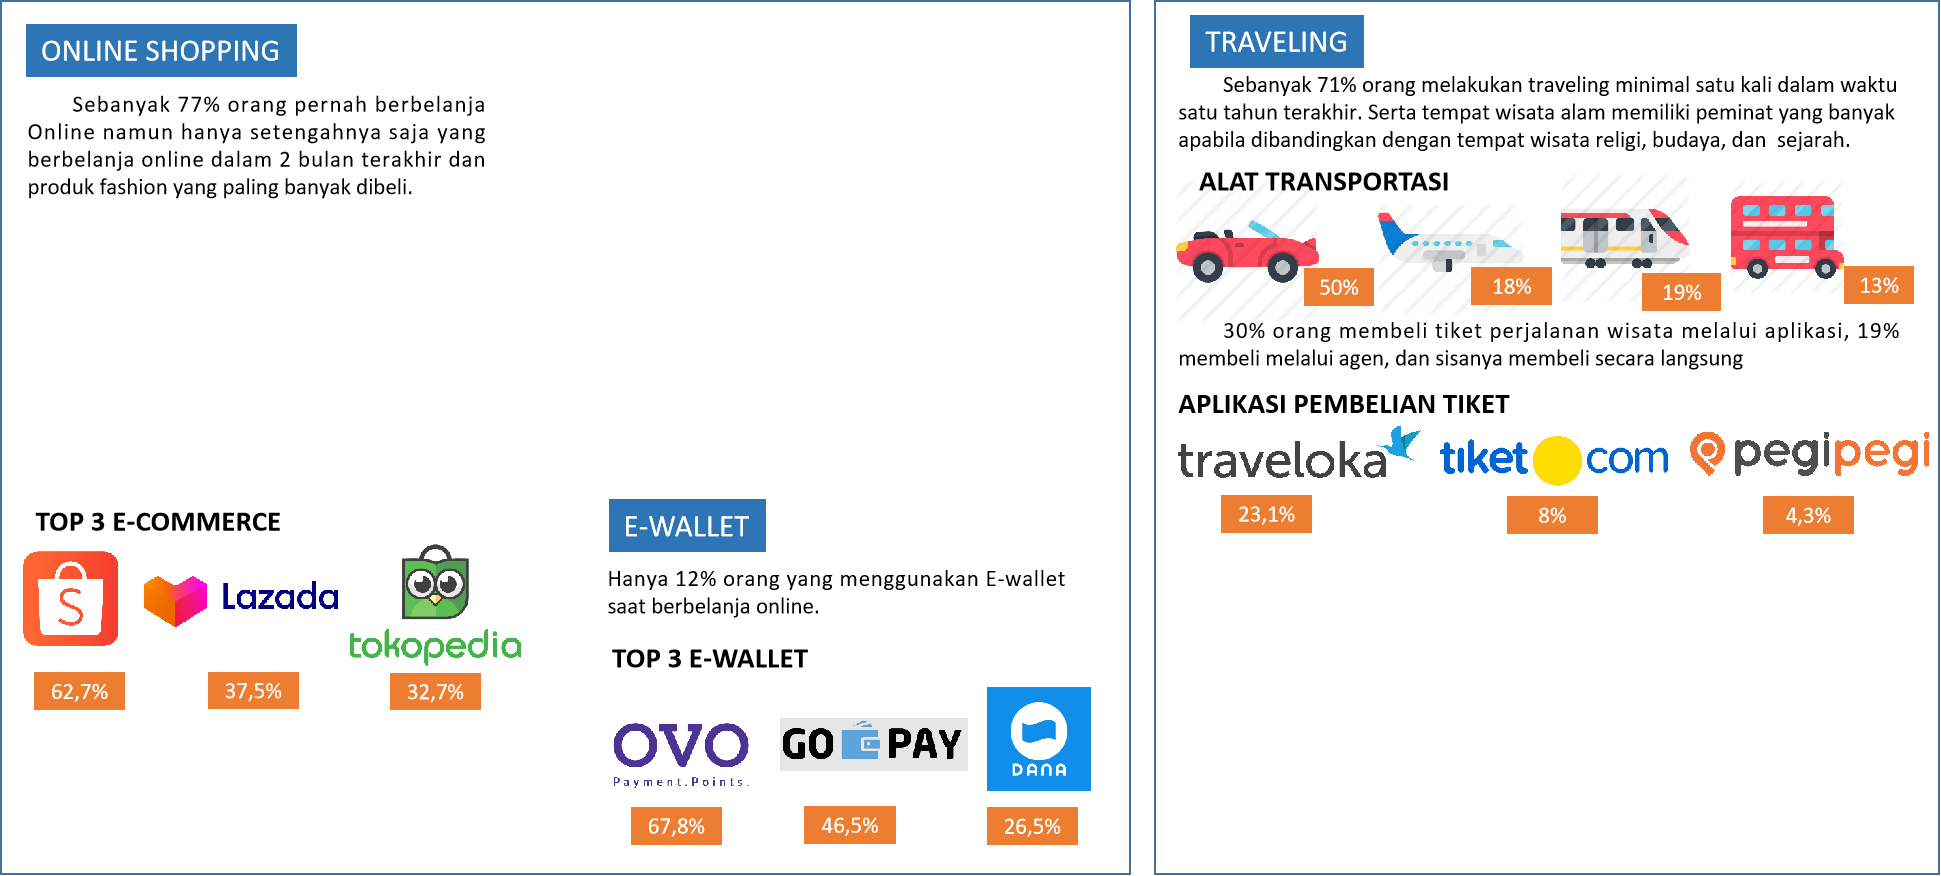 ONLINE SHOPPING
Sebanyak 77% orang pernah berbelanja
Online namun hanya setengahnya saja yang
berbelanja online dalam 2 bulan terakhir dan
produk fashion yang paling banyak dibeli.
TOP 3 E-COMMERCE
S
Lazada
tokopedia
62,7%
37,5%
32,7%
E-WALLET
Hanya 12% orang yang menggunakan E-wallet
saat berbelanja online.
TOP 3 E-WALLET
OVO
Payment.Points.
GO PAY
DANA
67,8%
46,5%
26,5%
TRAVELING
Sebanyak 71% orang melakukan traveling minimal satu kali dalam waktu
satu tahun terakhir. Serta tempat wisata alam memiliki peminat yang banyak
apabila dibandingkan dengan tempat wisata religi, budaya, dan  sejarah.
ALAT TRANSPORTASI
50%
18%
19%
13%
30% orang membeli tiket perjalanan wisata melalui aplikasi, 19%
membeli melalui agen, dan sisanya membeli secara langsung
APLIKASI PEMBELIAN TIKET
traveloka
tiket com
pegipegi
23,1%
8%
4,3%